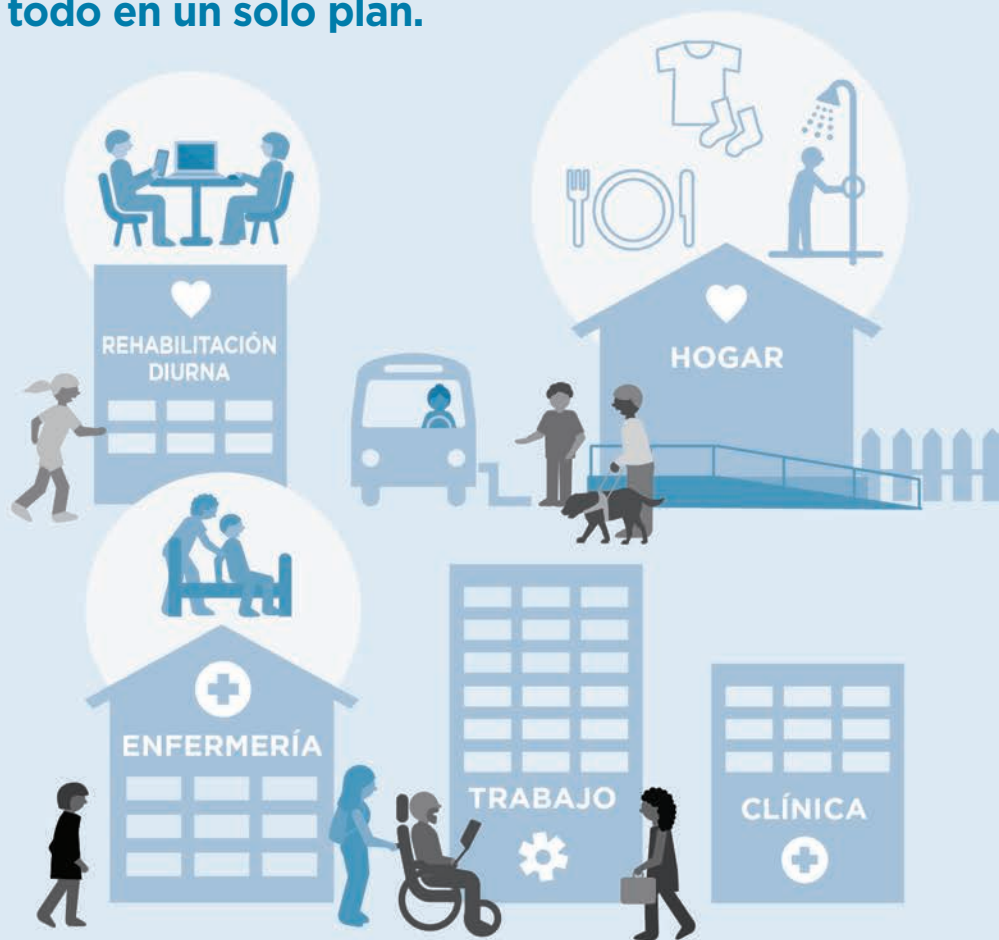 todo en un solo plan.
REHABILITACIÓN
DIURNA
HOGAR
ENFERMERÍA
TRABAJO
CLÍNICA